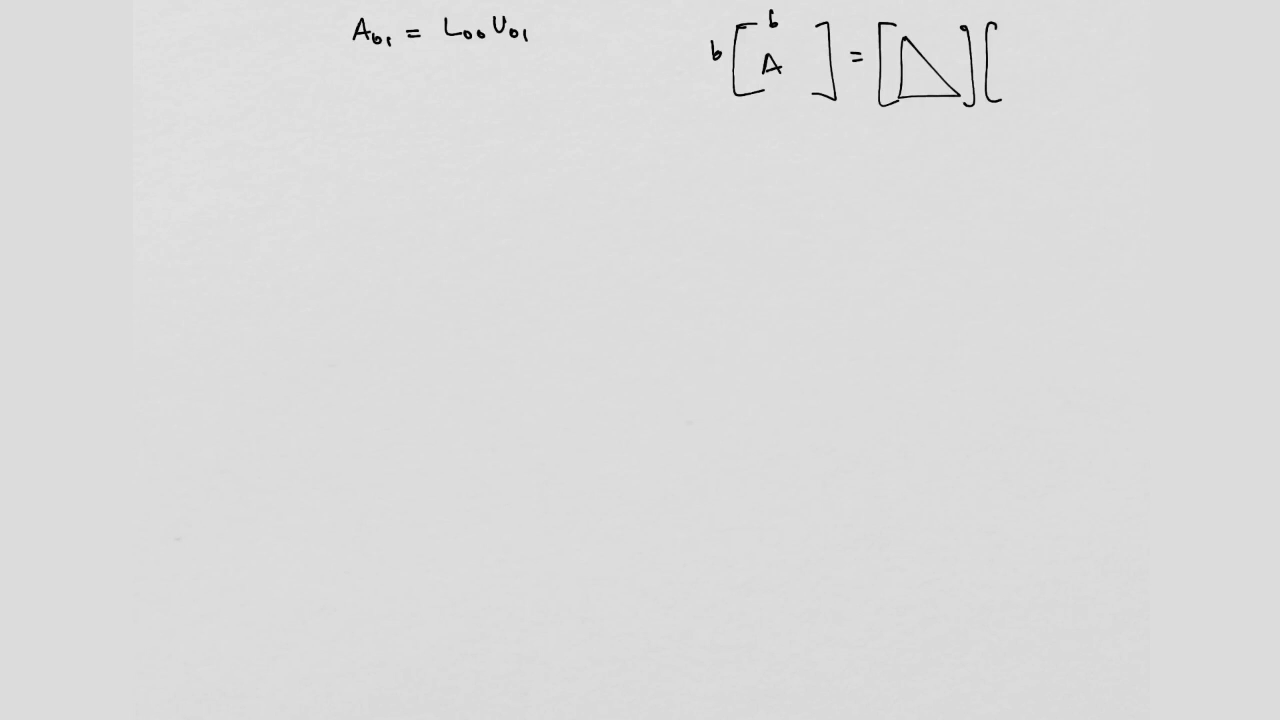 A₀₁ = L₀₀ U₀₁
b
b [ A ] = [ ] [